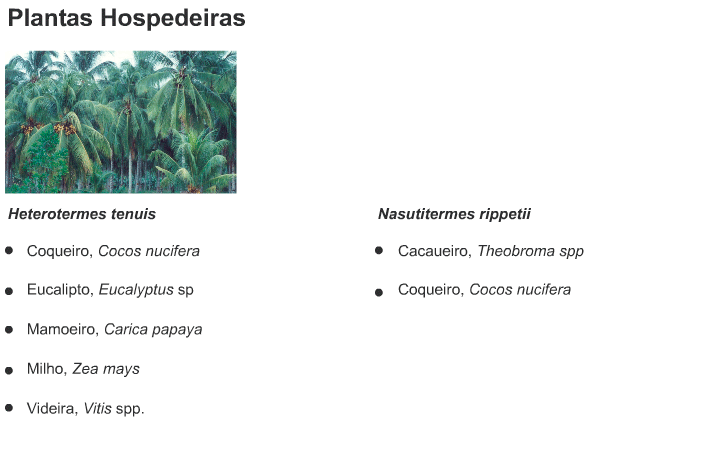 Plantas Hospedeiras
Heterotermes tenuis
• Coqueiro, Cocos nucifera
• Eucalipto, Eucalyptus sp
• Mamoeiro, Carica papaya
• Milho, Zea mays
• Videira, Vitis spp.
Nasutitermes rippetii
• Cacaueiro, Theobroma spp
• Coqueiro, Cocos nucifera